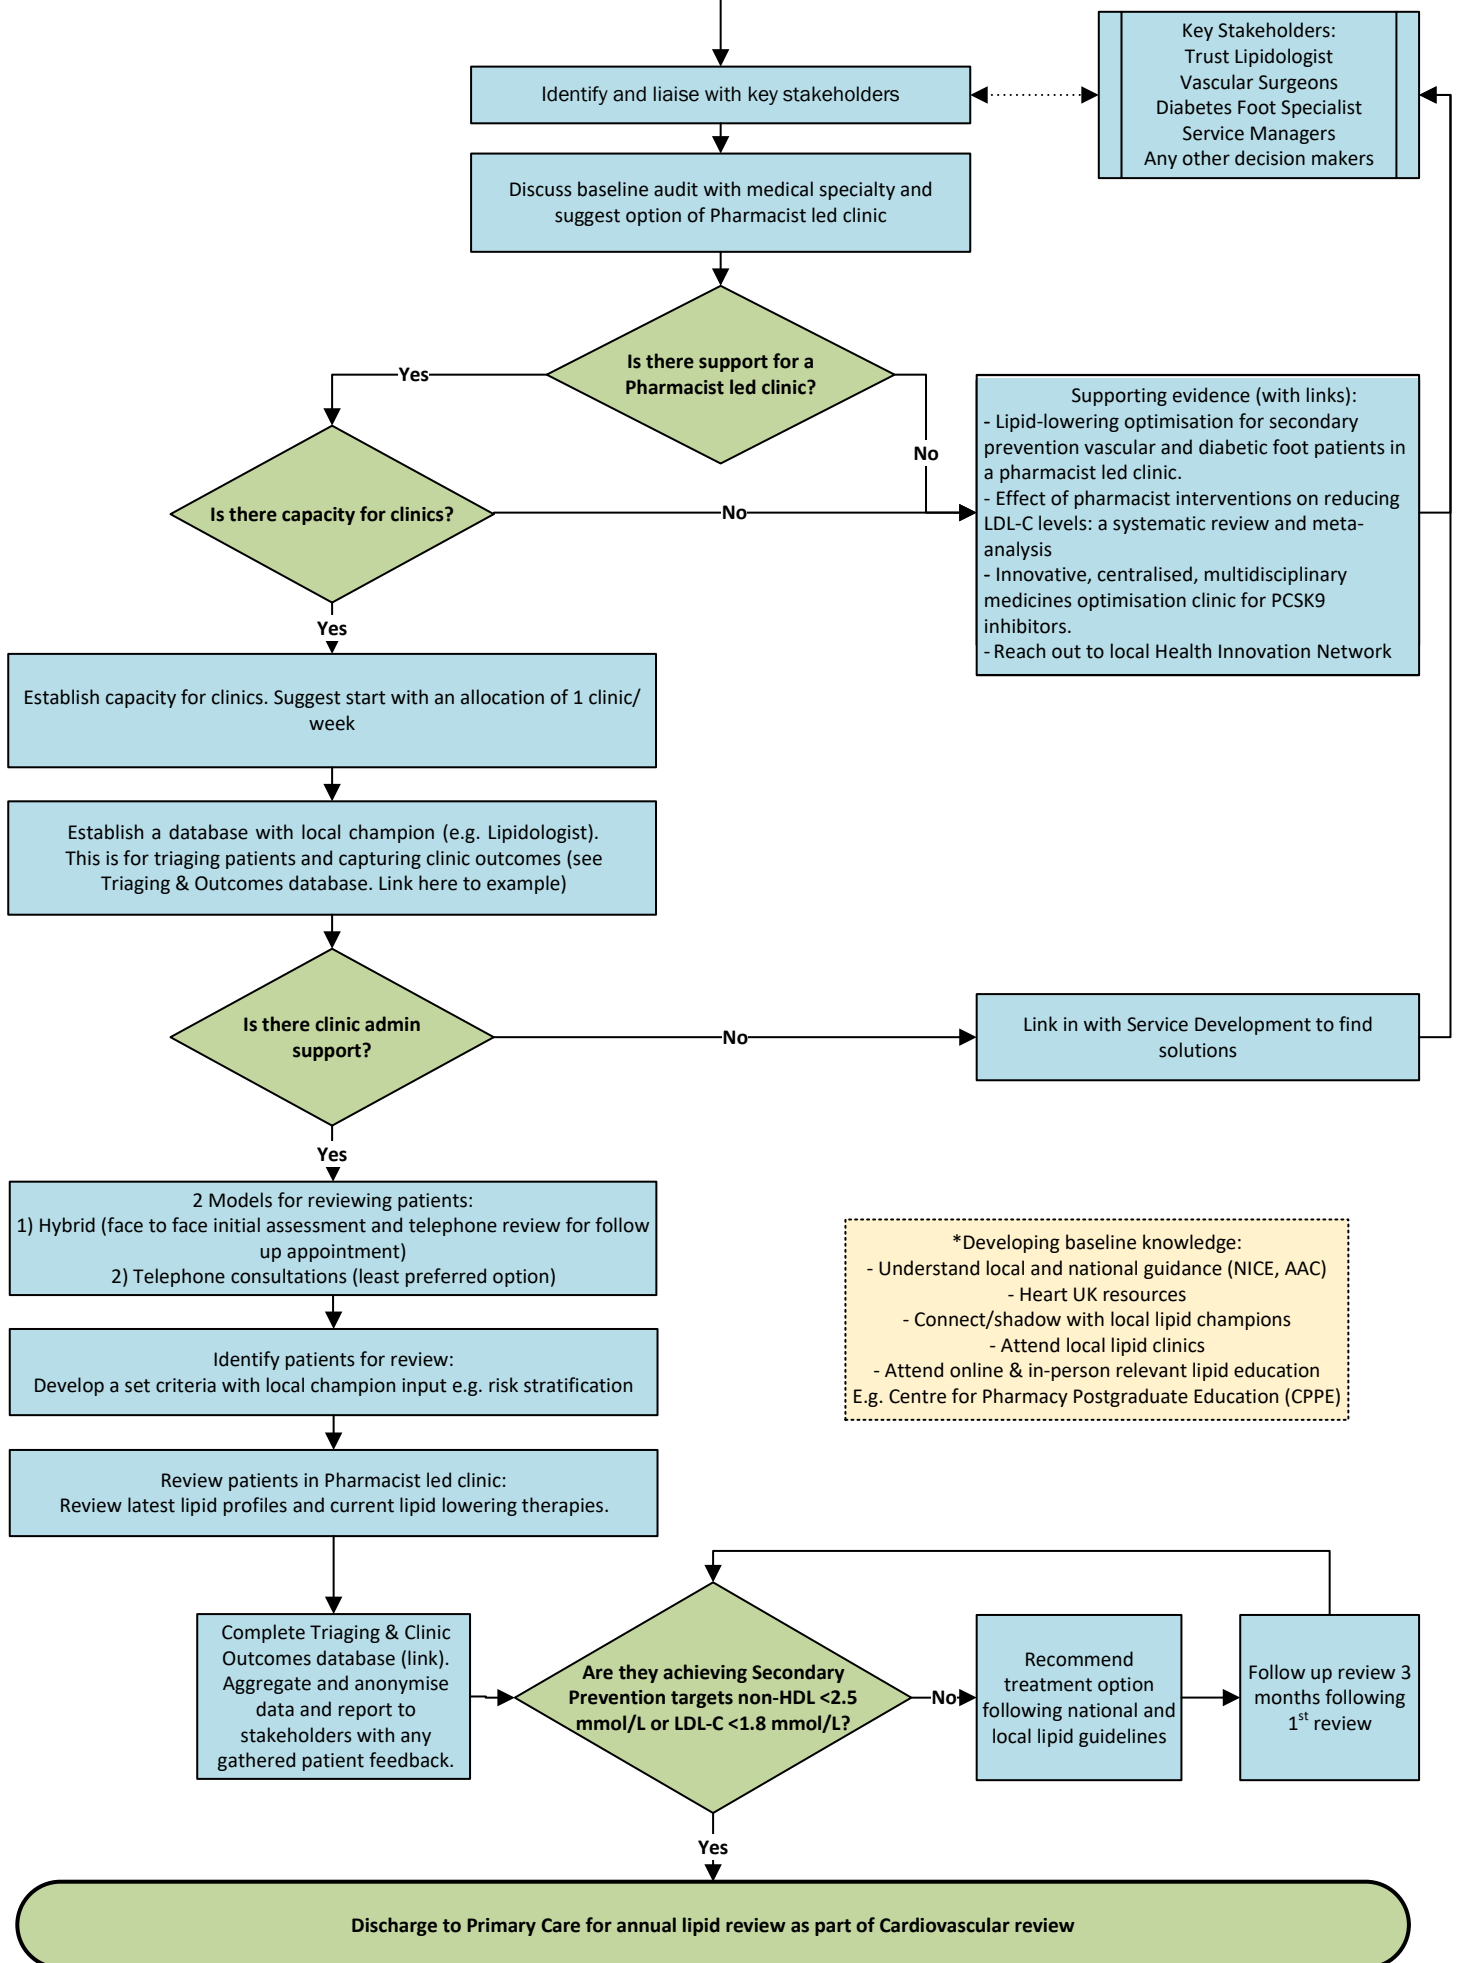 Key Stakeholders:
Trust Lipidologist
Vascular Surgeons
Diabetes Foot Specialist
Service Managers
Any other decision makers
Identify and liaise with key stakeholders
Discuss baseline audit with medical specialty and
suggest option of Pharmacist led clinic
Is there support for a
Pharmacist led clinic?
Yes
No
Supporting evidence (with links):
- Lipid-lowering optimisation for secondary
prevention vascular and diabetic foot patients in
a pharmacist led clinic.
- Effect of pharmacist interventions on reducing
LDL-C levels: a systematic review and meta-
analysis
- Innovative, centralised, multidisciplinary
medicines optimisation clinic for PCSK9
inhibitors.
- Reach out to local Health Innovation Network
Is there capacity for clinics?
No
Yes
Establish capacity for clinics. Suggest start with an allocation of 1 clinic/
week
Establish a database with local champion (e.g. Lipidologist).
This is for triaging patients and capturing clinic outcomes (see
Triaging & Outcomes database. Link here to example)
Is there clinic admin
support?
No
Link in with Service Development to find
solutions
Yes
2 Models for reviewing patients:
1) Hybrid (face to face initial assessment and telephone review for follow
up appointment)
2) Telephone consultations (least preferred option)
*Developing baseline knowledge:
- Understand local and national guidance (NICE, AAC)
- Heart UK resources
- Connect/shadow with local lipid champions
- Attend local lipid clinics
- Attend online & in-person relevant lipid education
E.g. Centre for Pharmacy Postgraduate Education (CPPE)
Identify patients for review:
Develop a set criteria with local champion input e.g. risk stratification
Review patients in Pharmacist led clinic:
Review latest lipid profiles and current lipid lowering therapies.
Complete Triaging & Clinic
Outcomes database (link).
Aggregate and anonymise
data and report to
stakeholders with any
gathered patient feedback.
Are they achieving Secondary
Prevention targets non-HDL <2.5
mmol/L or LDL-C <1.8 mmol/L?
No
Recommend
treatment option
following national and
local lipid guidelines
Follow up review 3
months following
1st review
Yes
Discharge to Primary Care for annual lipid review as part of Cardiovascular review